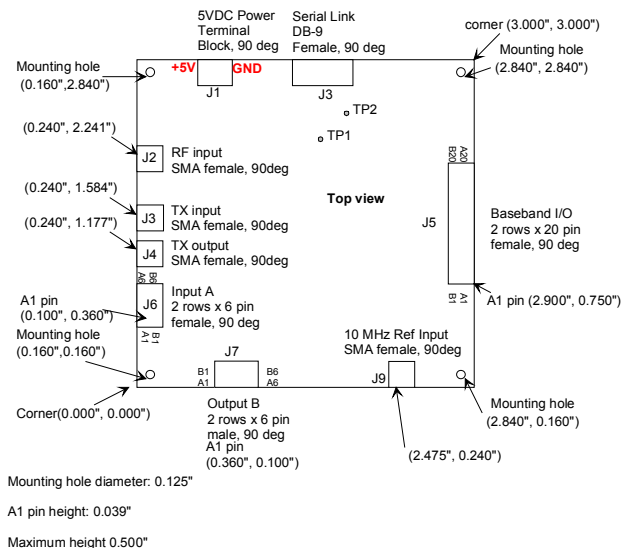 5VDC Power
Terminal
Block, 90 deg
Serial Link
DB-9
Female, 90 deg
corner (3.000", 3.000")
Mounting hole
(0.160",2.840")
+5V
GND
J1
J3
Mounting hole
(2.840", 2.840")
TP2
TP1
(0.240", 2.241")
J2
RF input
SMA female, 90deg
A20
B20
(0.240", 1.584")
J3
TX input
SMA female, 90deg
Top view
(0.240", 1.177")
J4
TX output
SMA female, 90deg
J5
Baseband I/O
2 rows x 20 pin
female, 90 deg
B6
A6
A1 pin
(0.100", 0.360")
J6
Input A
2 rows x 6 pin
female, 90 deg
B1
A1
A1
B1
A1 pin (2.900", 0.750")
Mounting hole
(0.160",0.160")
10 MHz Ref Input
SMA female, 90deg
J7
B1
A1
B6
A6
J9
Corner(0.000", 0.000")
Output B
2 rows x 6 pin
male, 90 deg
A1 pin
(0.360", 0.100")
Mounting hole
(2.840", 0.160")
(2.475", 0.240")
Mounting hole diameter: 0.125"
A1 pin height: 0.039"
Maximum height 0.500"